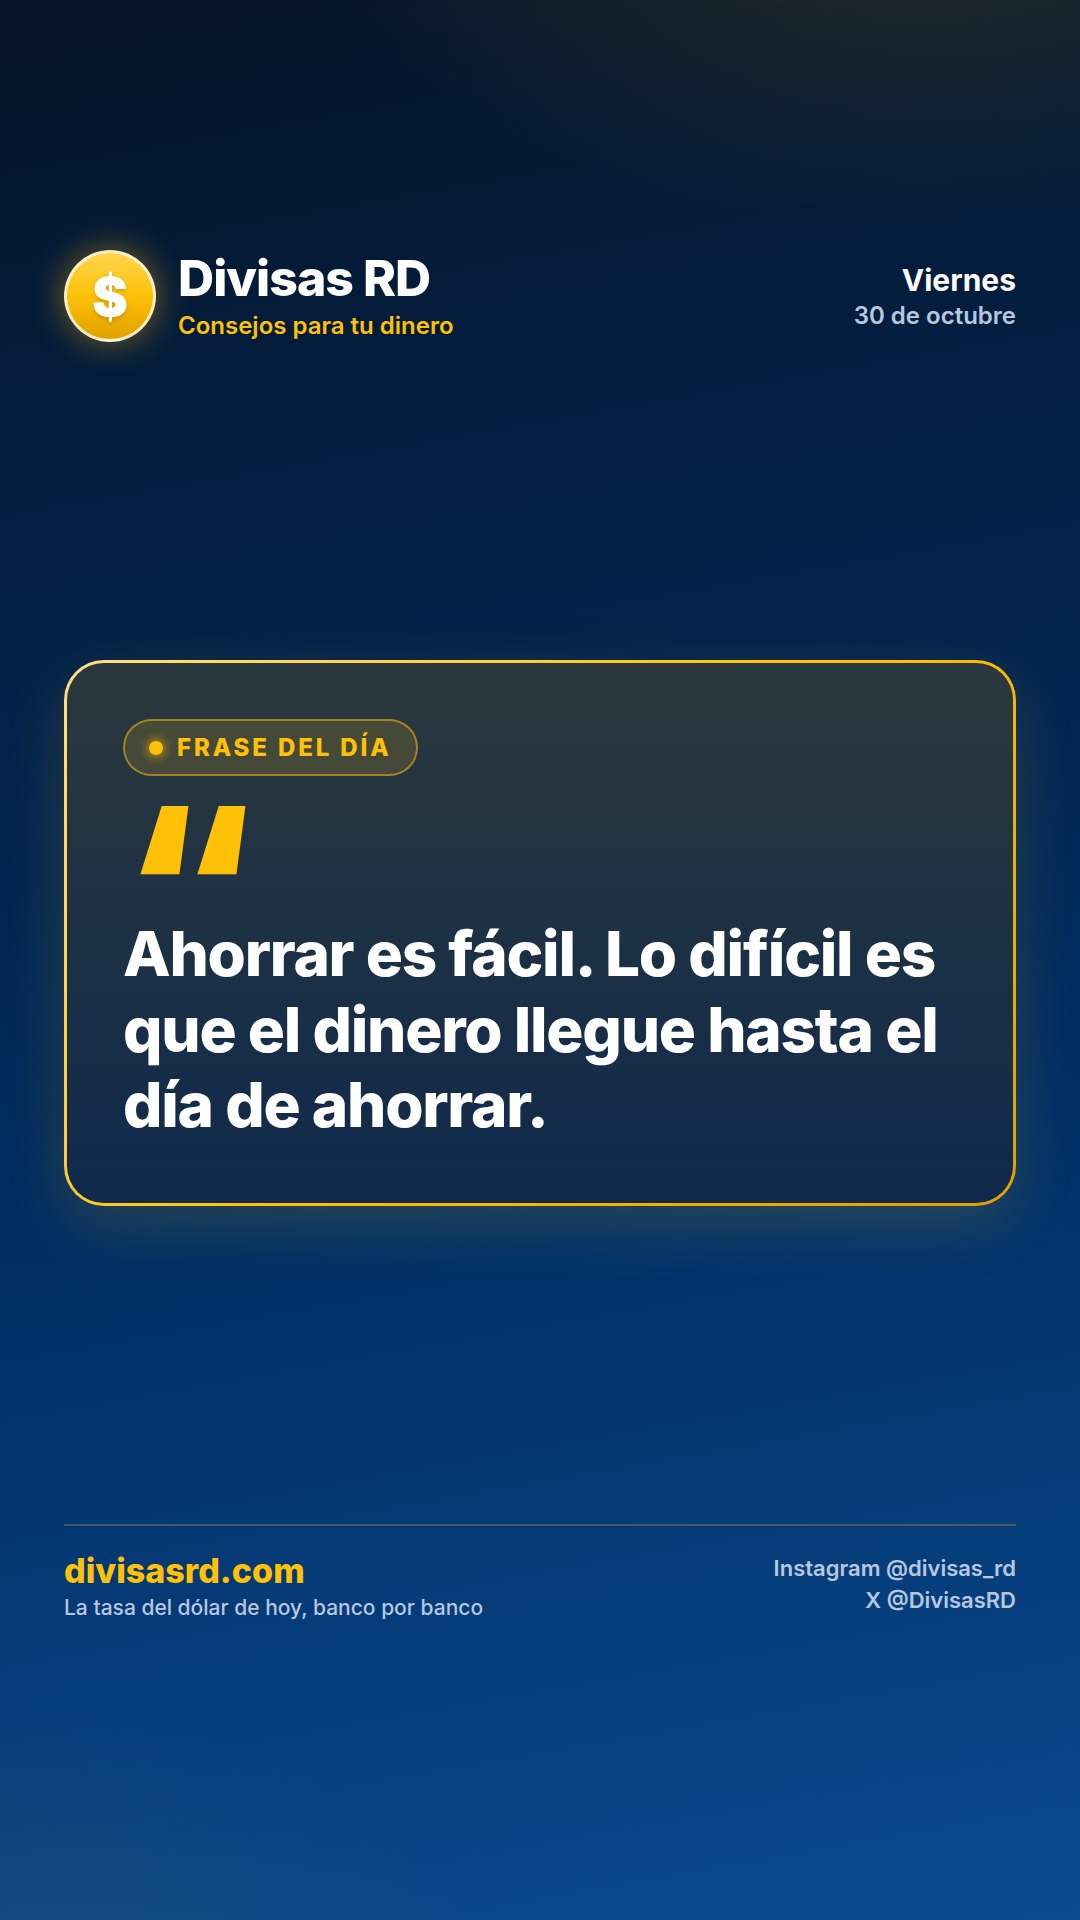 $
Divisas RD
Consejos para tu dinero
Viernes
30 de octubre
FRASE DEL DÍA
"
Ahorrar es fácil. Lo difícil es
que el dinero llegue hasta el
día de ahorrar.
divisasrd.com
La tasa del dólar de hoy, banco por banco
Instagram @divisas_rd
X @DivisasRD